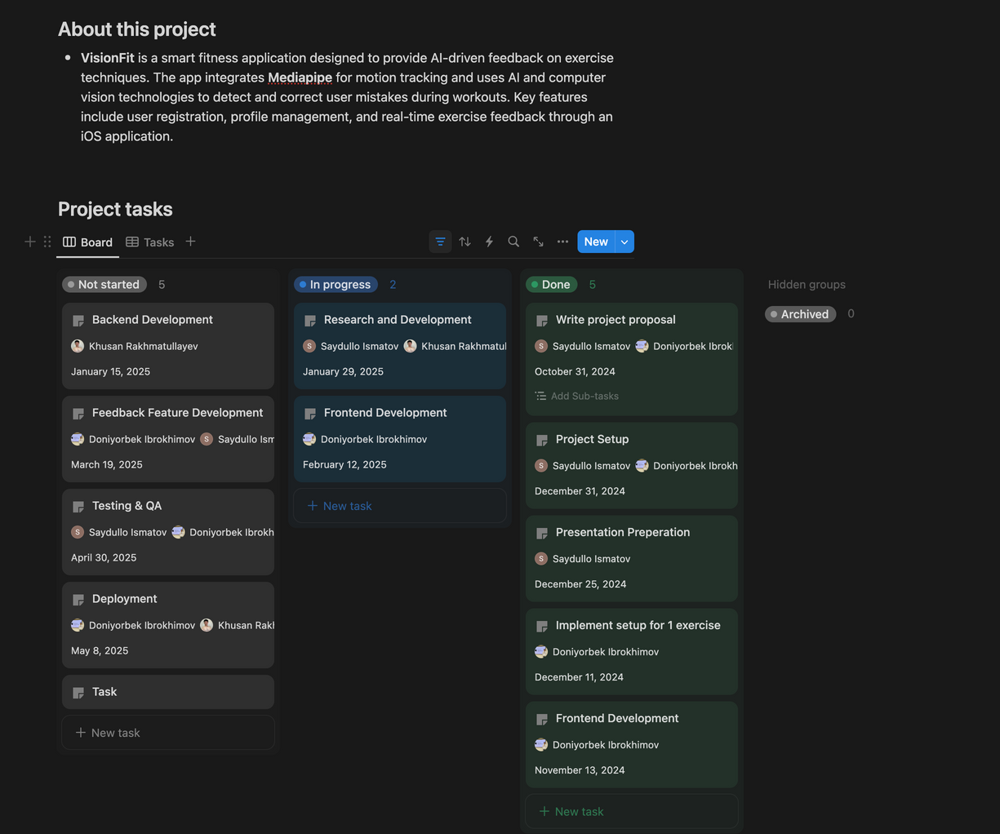 About this project
VisionFit is a smart fitness application designed to provide AI-driven feedback on exercise
techniques. The app integrates Mediapipe for motion tracking and uses AI and computer
vision technologies to detect and correct user mistakes during workouts. Key features
include user registration, profile management, and real-time exercise feedback through an
iOS application.
Project tasks
Board
Tasks
New
Not started 5
Backend Development
Khusan Rakhmatullayev
January 15, 2025
Feedback Feature Development
Doniyorbek Ibrokhimov S Saydullo Ism
March 19, 2025
Testing & QA
S Saydullo Ismatov Doniyorbek Ibrokh
April 30, 2025
Deployment
Doniyorbek Ibrokhimov Khusan Rakh
May 8, 2025
Task
New task
In progress 2
Research and Development
S Saydullo Ismatov Khusan Rakhmatul
January 29, 2025
Frontend Development
Doniyorbek Ibrokhimov
February 12, 2025
New task
Done 5
Write project proposal
S Saydullo Ismatov Doniyorbek Ibrok
October 31, 2024
Add Sub-tasks
Project Setup
S Saydullo Ismatov Doniyorbek Ibrokh
December 31, 2024
Presentation Preperation
S Saydullo Ismatov
December 25, 2024
Implement setup for 1 exercise
Doniyorbek Ibrokhimov
December 11, 2024
Frontend Development
Doniyorbek Ibrokhimov
November 13, 2024
New task
Hidden groups
Archived 0